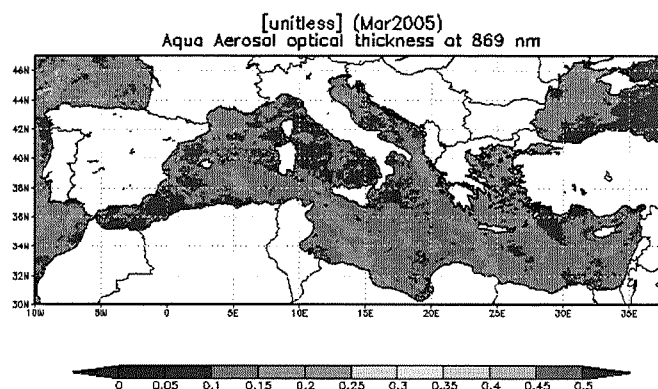 [unitless] (Mar2005)
Aqua Aerosol optical thickness at 869 nm
46N
44N
42N
40N
38N
36N
34N
32N
30N
10W 5W 0 5E 10E 15E 20E 25E 30E 35E
0 0.05 0.1 0.15 0.2 0.25 0.3 0.35 0.4 0.45 0.5